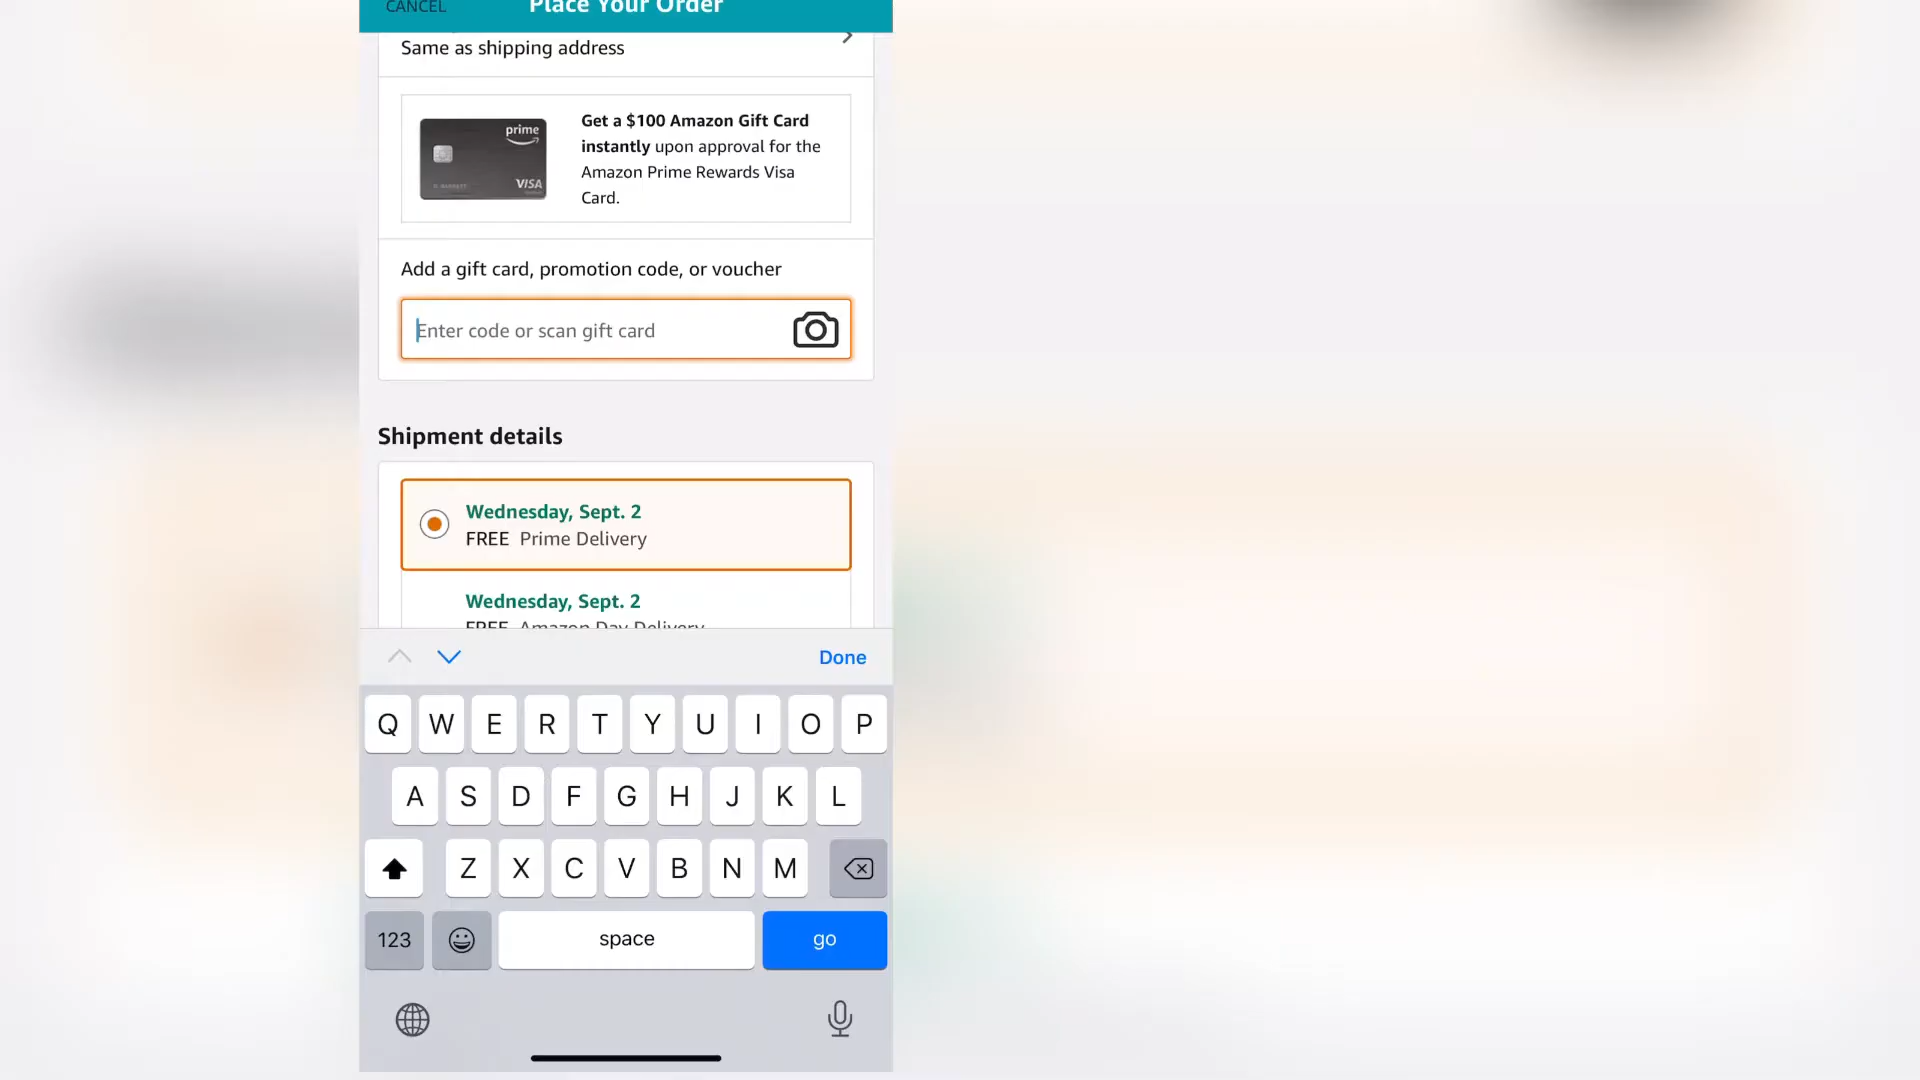 CANCEL
Place Your Order
Same as shipping address
prime
VISA
Get a $100 Amazon Gift Card
instantly upon approval for the
Amazon Prime Rewards Visa
Card.
Add a gift card, promotion code, or voucher
Enter code or scan gift card
Shipment details
Wednesday, Sept. 2
FREE Prime Delivery
Wednesday, Sept. 2
FREE Amazon Day Delivery
Done
Q W E R T Y U I O P
A S D F G H J K L
Z X C V B N M
123
space
go